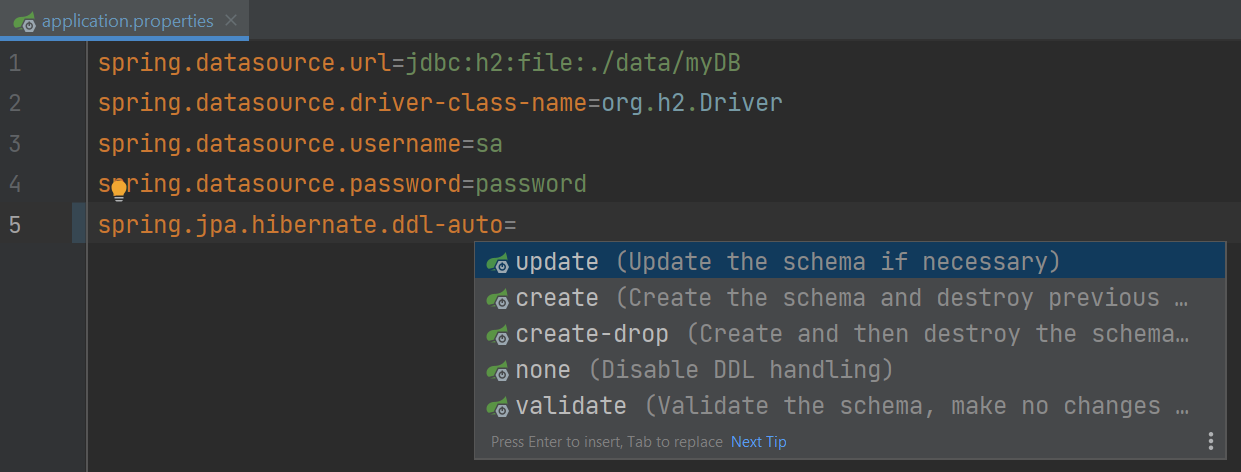 application.properties
1 spring.datasource.url=jdbc:h2:file:./data/myDB
2 spring.datasource.driver-class-name=org.h2.Driver
3 spring.datasource.username=sa
4 spring.datasource.password=password
5 spring.jpa.hibernate.ddl-auto=
update (Update the schema if necessary)
create (Create the schema and destroy previous …
create-drop (Create and then destroy the schema…
none (Disable DDL handling)
validate (Validate the schema, make no changes …
Press Enter to insert, Tab to replace Next Tip